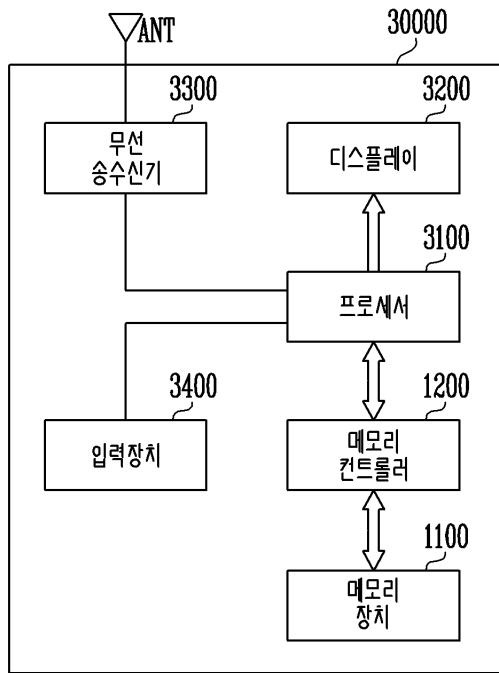 ANT
30000
3300
무선
송수신기
3200
디스플레이
3100
프로세서
3400
입력장치
1200
메모리
컨트롤러
1100
메모리
장치